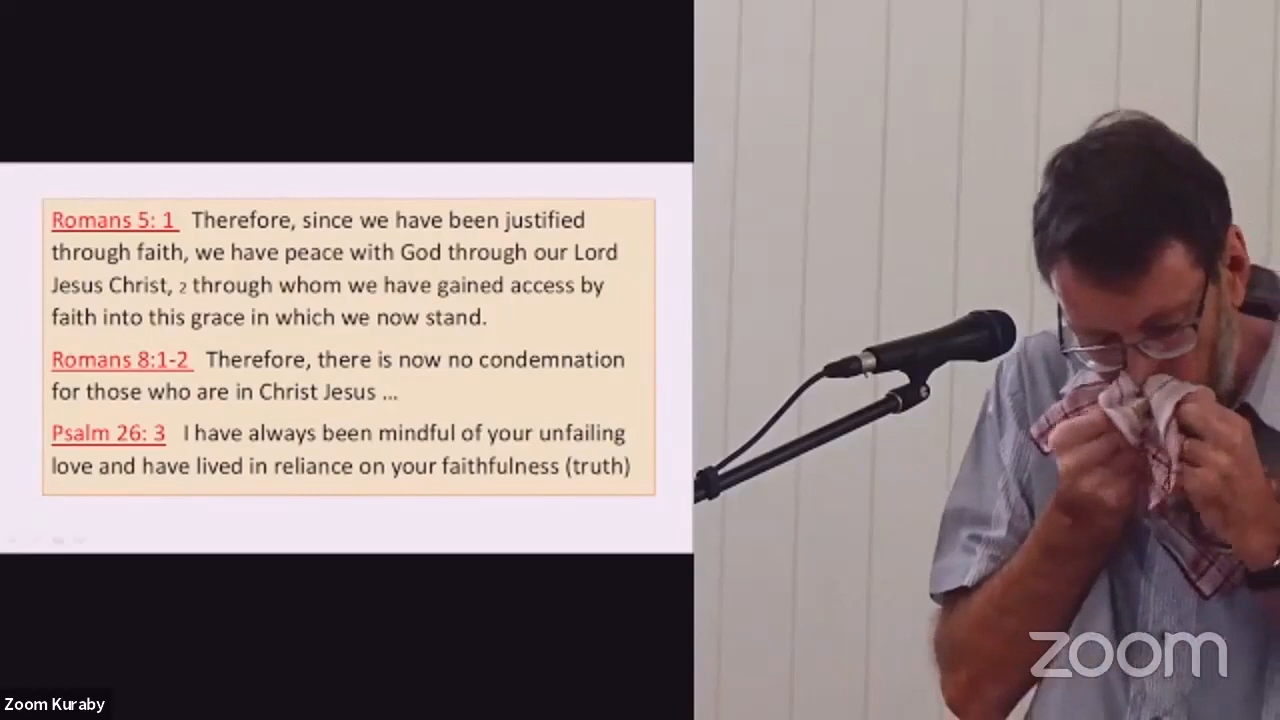 Romans 5: 1 Therefore, since we have been justified
through faith, we have peace with God through our Lord
Jesus Christ, 2 through whom we have gained access by
faith into this grace in which we now stand.
Romans 8:1-2 Therefore, there is now no condemnation
for those who are in Christ Jesus ...
Psalm 26: 3 I have always been mindful of your unfailing
love and have lived in reliance on your faithfulness (truth)
zoom
Zoom Kuraby